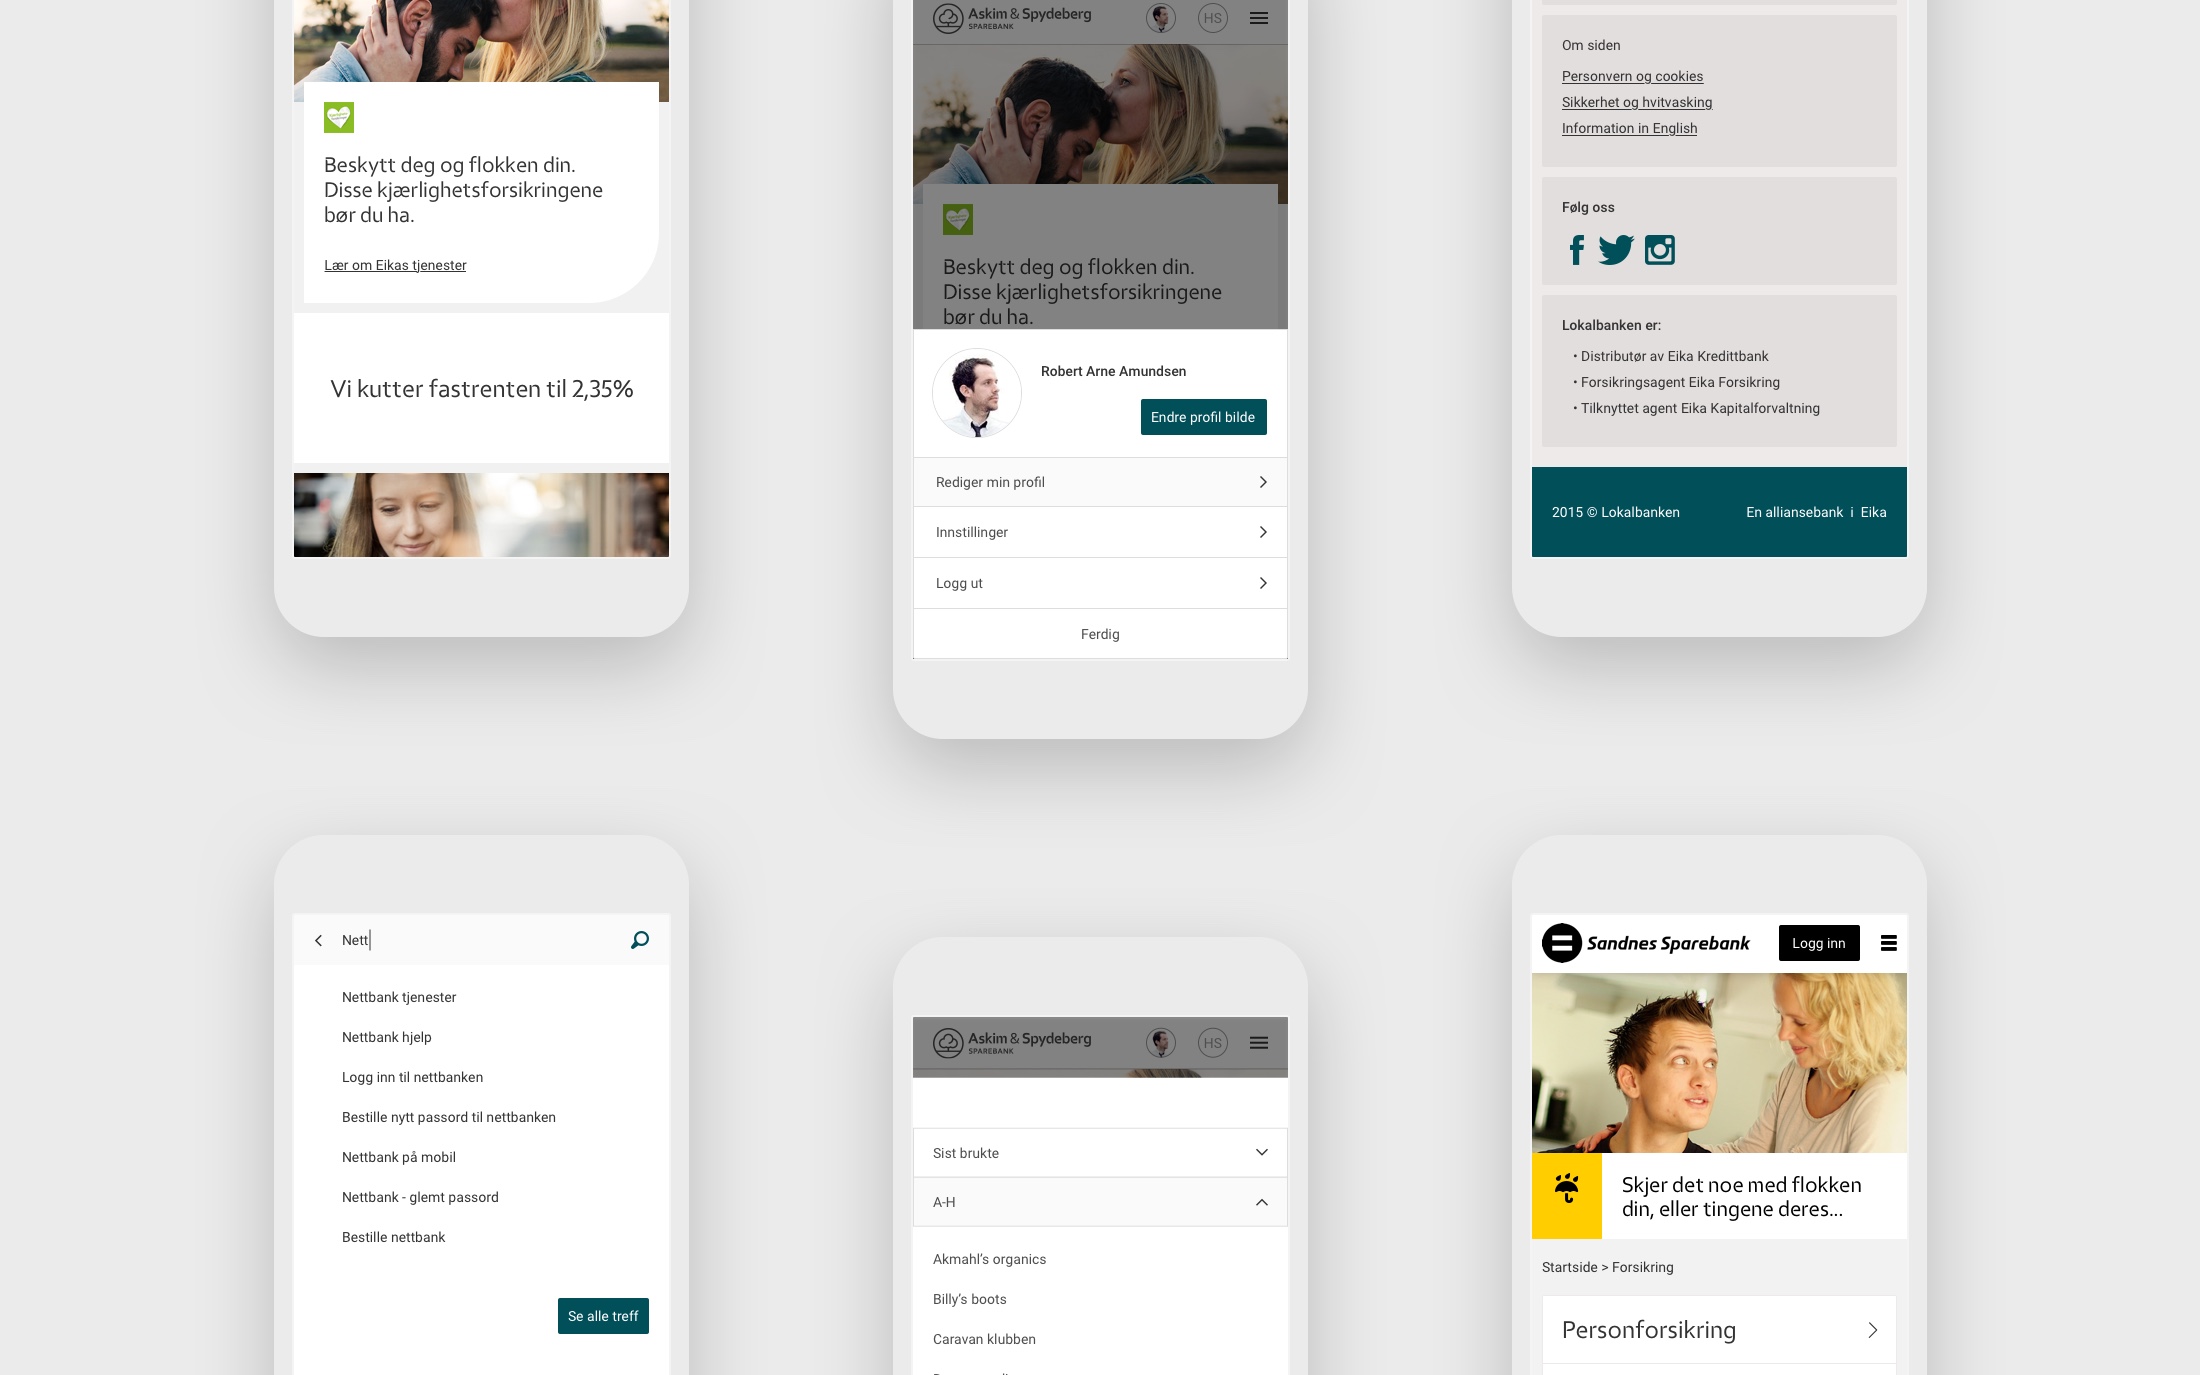 Beskytt deg og flokken din.
Disse kjærlighetsforsikringene
bør du ha.
Lær om Eikas tjenester
Vi kutter fastrenten til 2,35%
Askim & Spydeberg
SPAREBANK
HS
Beskytt deg og flokken din.
Disse kjærlighetsforsikringene
bør du ha.
Robert Arne Amundsen
Endre profil bilde
Rediger min profil
Innstillinger
Logg ut
Ferdig
Om siden
Personvern og cookies
Sikkerhet og hvitvasking
Information in English
Følg oss
Lokalbanken er:
• Distributør av Eika Kredittbank
• Forsikringsagent Eika Forsikring
• Tilknyttet agent Eika Kapitalforvaltning
2015 © Lokalbanken En alliansebank i Eika
Nett
Nettbank tjenester
Nettbank hjelp
Logg inn til nettbanken
Bestille nytt passord til nettbanken
Nettbank på mobil
Nettbank - glemt passord
Bestille nettbank
Se alle treff
Askim & Spydeberg
SPAREBANK
HS
Sist brukte
A-H
Akmahl's organics
Billy's boots
Caravan klubben
Sandnes Sparebank
Logg inn
Skjer det noe med flokken
din, eller tingene deres...
Startside > Forsikring
Personforsikring